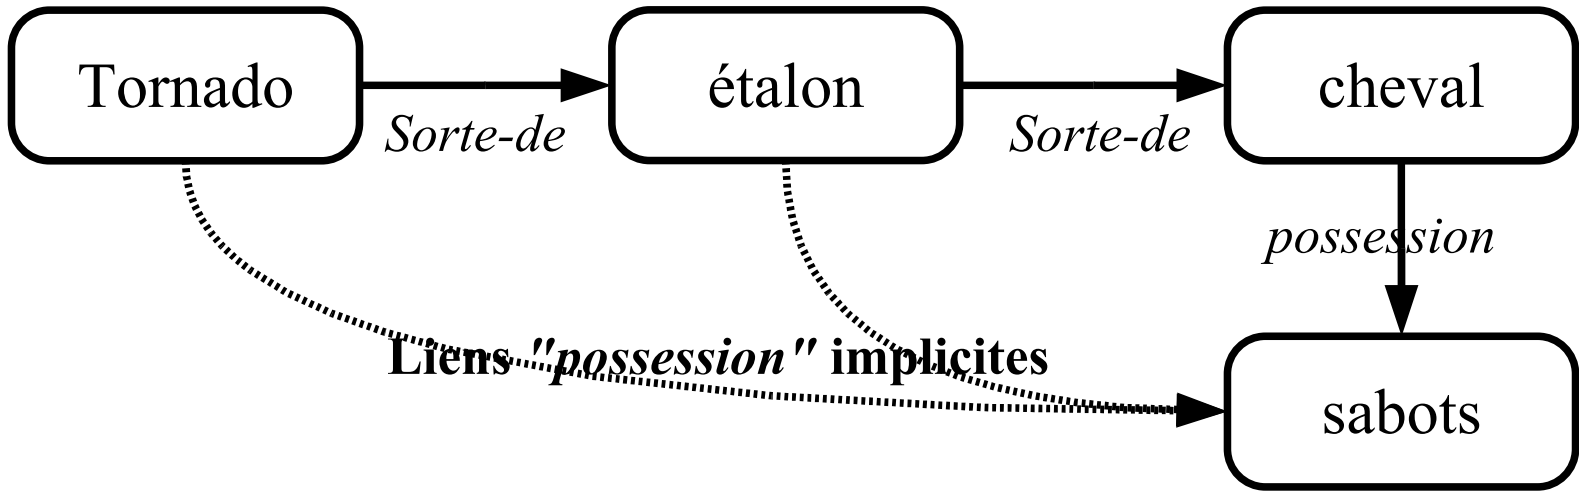 Tornado
étalon
cheval
Sorte-de
Sorte-de
possession
Liens "possession" implicites
sabots